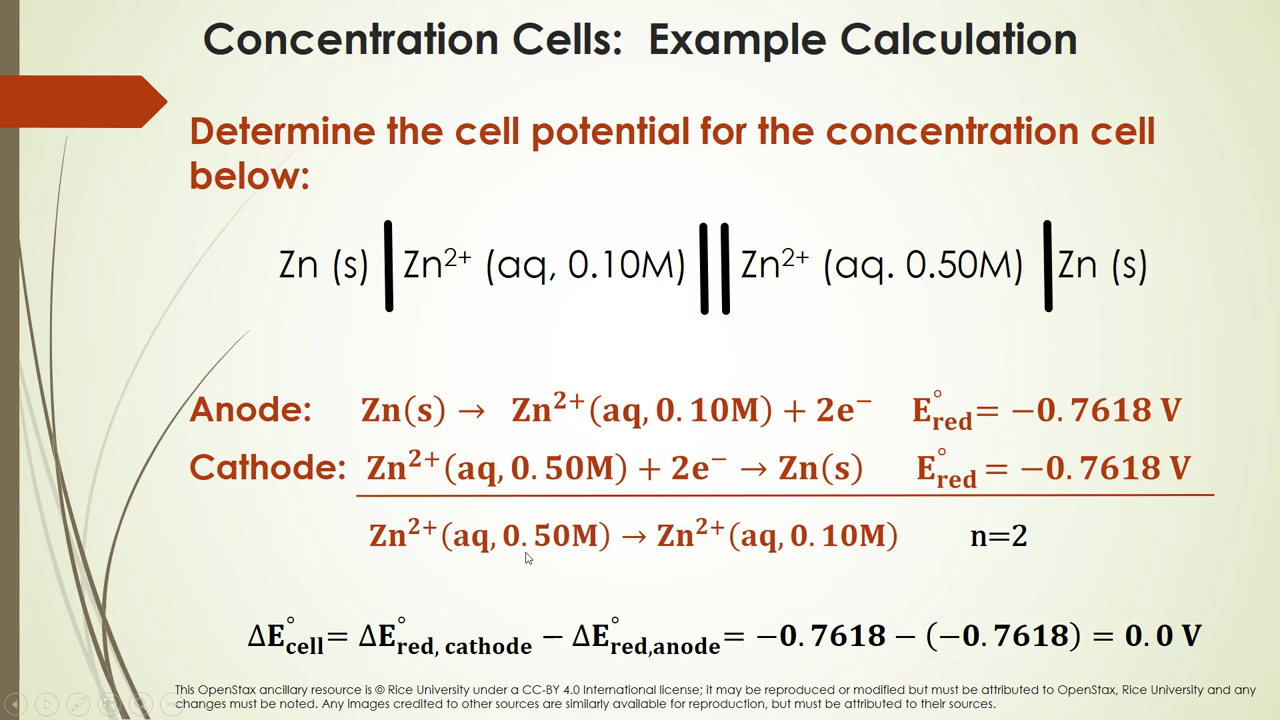 Concentration Cells: Example Calculation
Determine the cell potential for the concentration cell
below:
Zn (s) | Zn²⁺ (aq, 0.10M) || Zn²⁺ (aq. 0.50M) | Zn (s)
Anode: Zn(s) → Zn²⁺(aq, 0.10M) + 2e⁻ E°red = −0.7618 V
Cathode: Zn²⁺(aq, 0.50M) + 2e⁻ → Zn(s) E°red = −0.7618 V
Zn²⁺(aq, 0.50M) → Zn²⁺(aq, 0.10M) n=2
ΔE°cell = ΔE°red, cathode − ΔE°red,anode = −0.7618 − (−0.7618) = 0.0 V
This OpenStax ancillary resource is © Rice University under a CC-BY 4.0 International license; it may be reproduced or modified but must be attributed to OpenStax, Rice University and any
changes must be noted. Any images credited to other sources are similarly available for reproduction, but must be attributed to their sources.